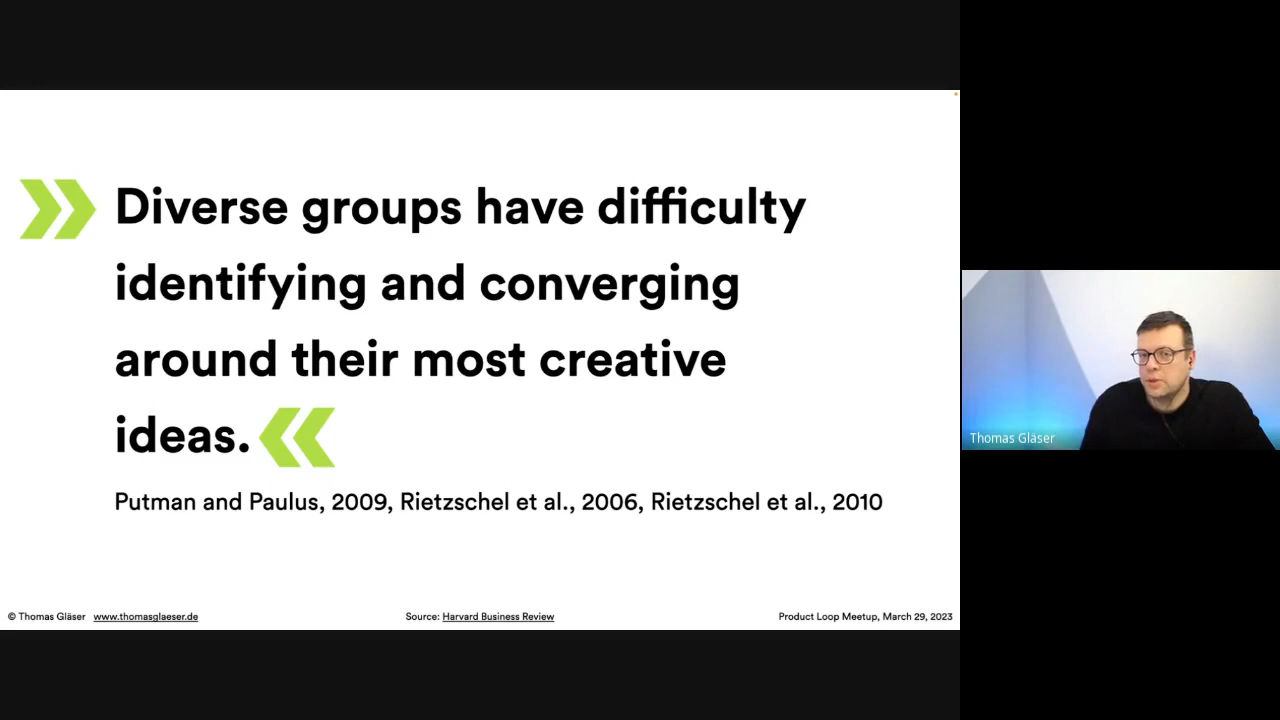 Diverse groups have difficulty
identifying and converging
around their most creative
ideas.
Putman and Paulus, 2009, Rietzschel et al., 2006, Rietzschel et al., 2010
© Thomas Gläser www.thomasglaeser.de
Source: Harvard Business Review
Product Loop Meetup, March 29, 2023
Thomas Gläser